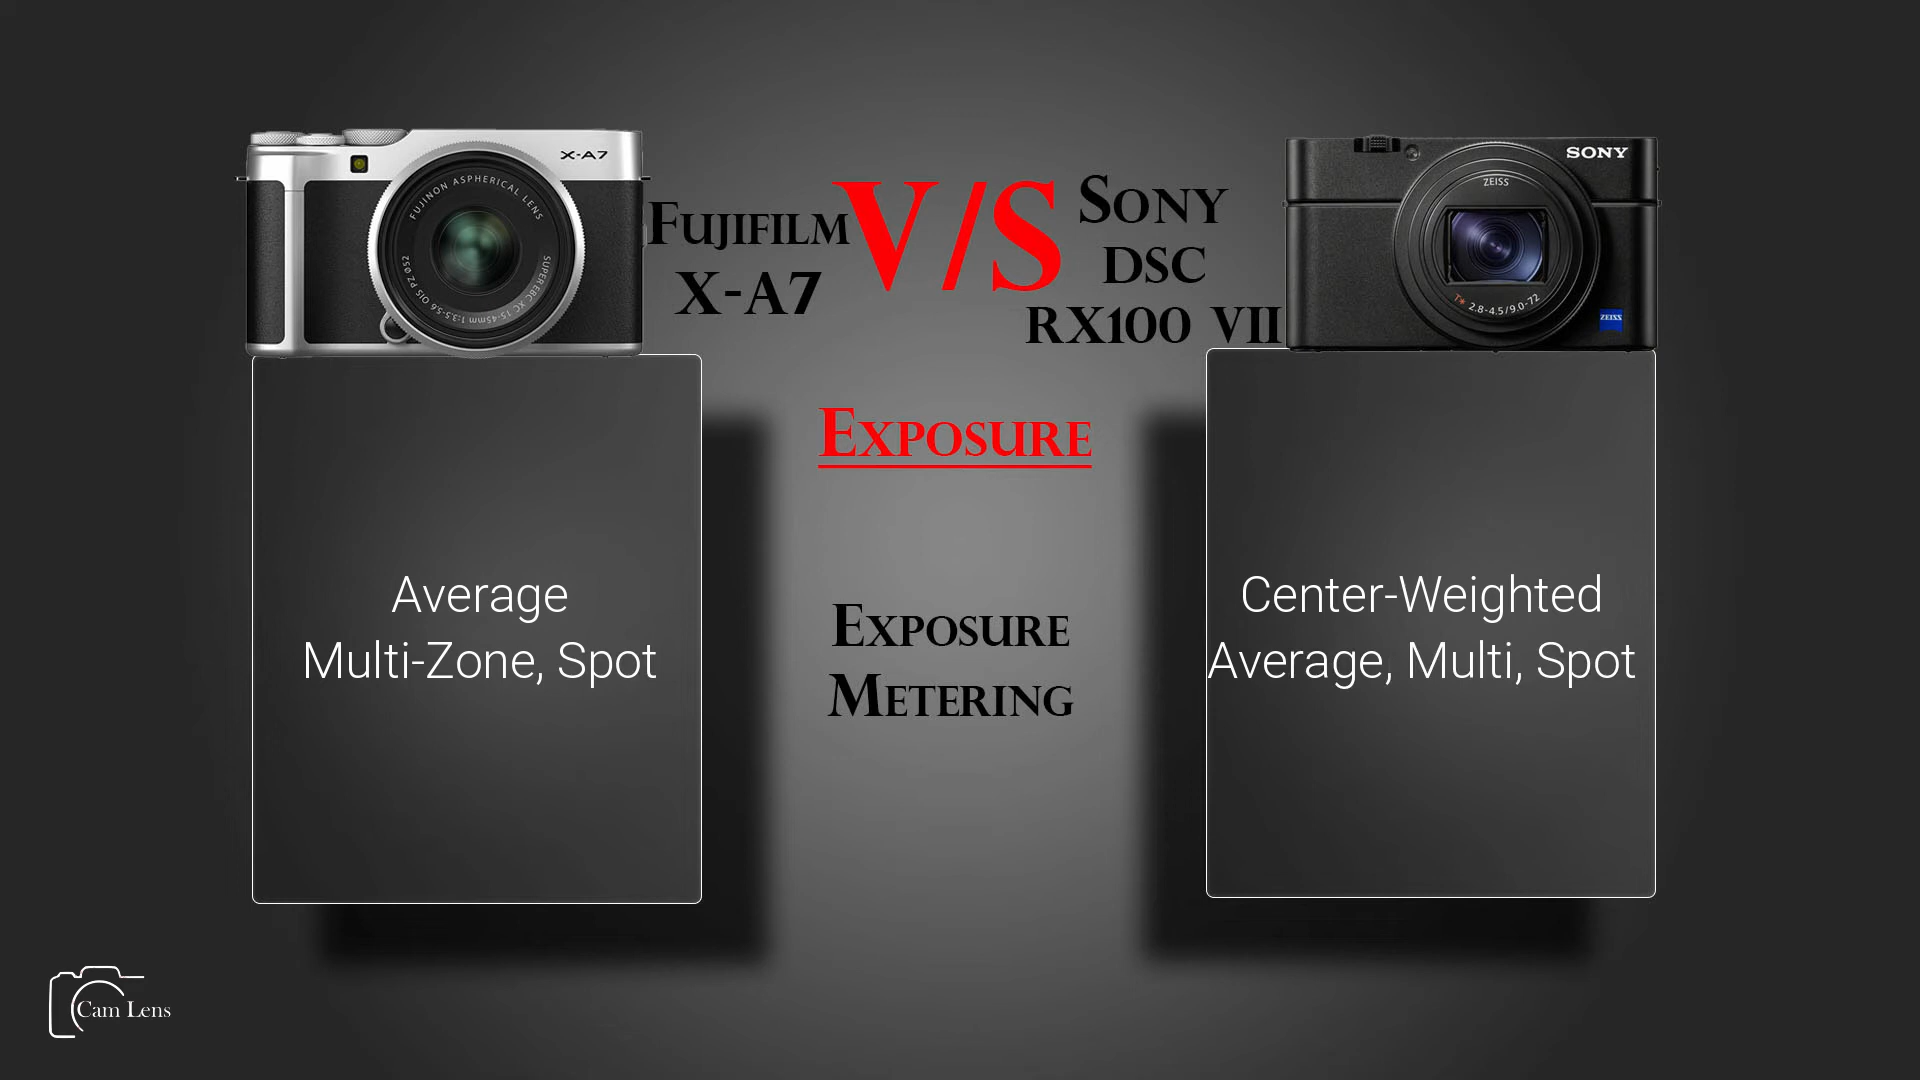 X-A7
FUJINON ASPHERICAL LENS
SUPER EBC XC 15-45mm 1:3.5-5.6 OIS PZ Ø52
Fujifilm
X-A7
V/S
Sony
DSC
RX100 VII
SONY
ZEISS
T* 2.8-4.5/9.0-72
ZEISS
Exposure
Average
Multi-Zone, Spot
Exposure
Metering
Center-Weighted
Average, Multi, Spot
Cam Lens